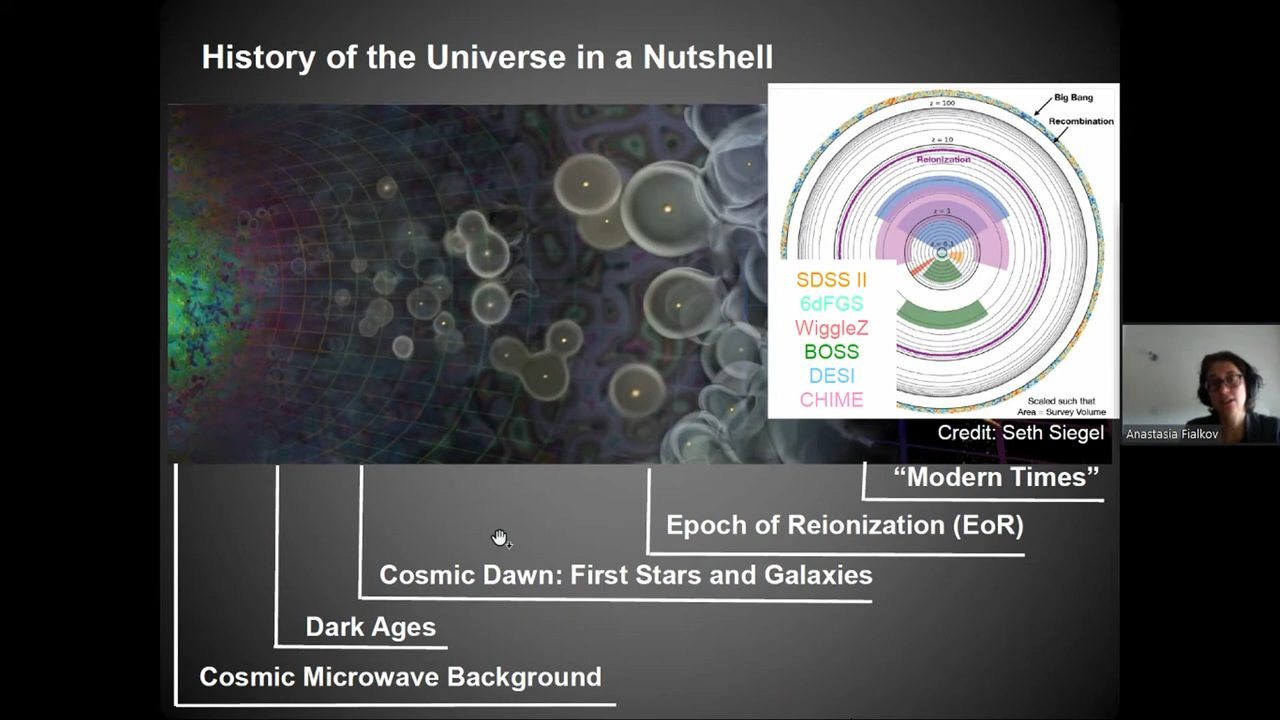 History of the Universe in a Nutshell
Big Bang
z = 100
Recombination
z = 10
Reionization
z = 1
z = 0.1
SDSS II
6dFGS
WiggleZ
BOSS
DESI
CHIME
Scaled such that
Area = Survey Volume
Credit: Seth Siegel
Anastasia Fialkov
“Modern Times”
Epoch of Reionization (EoR)
Cosmic Dawn: First Stars and Galaxies
Dark Ages
Cosmic Microwave Background